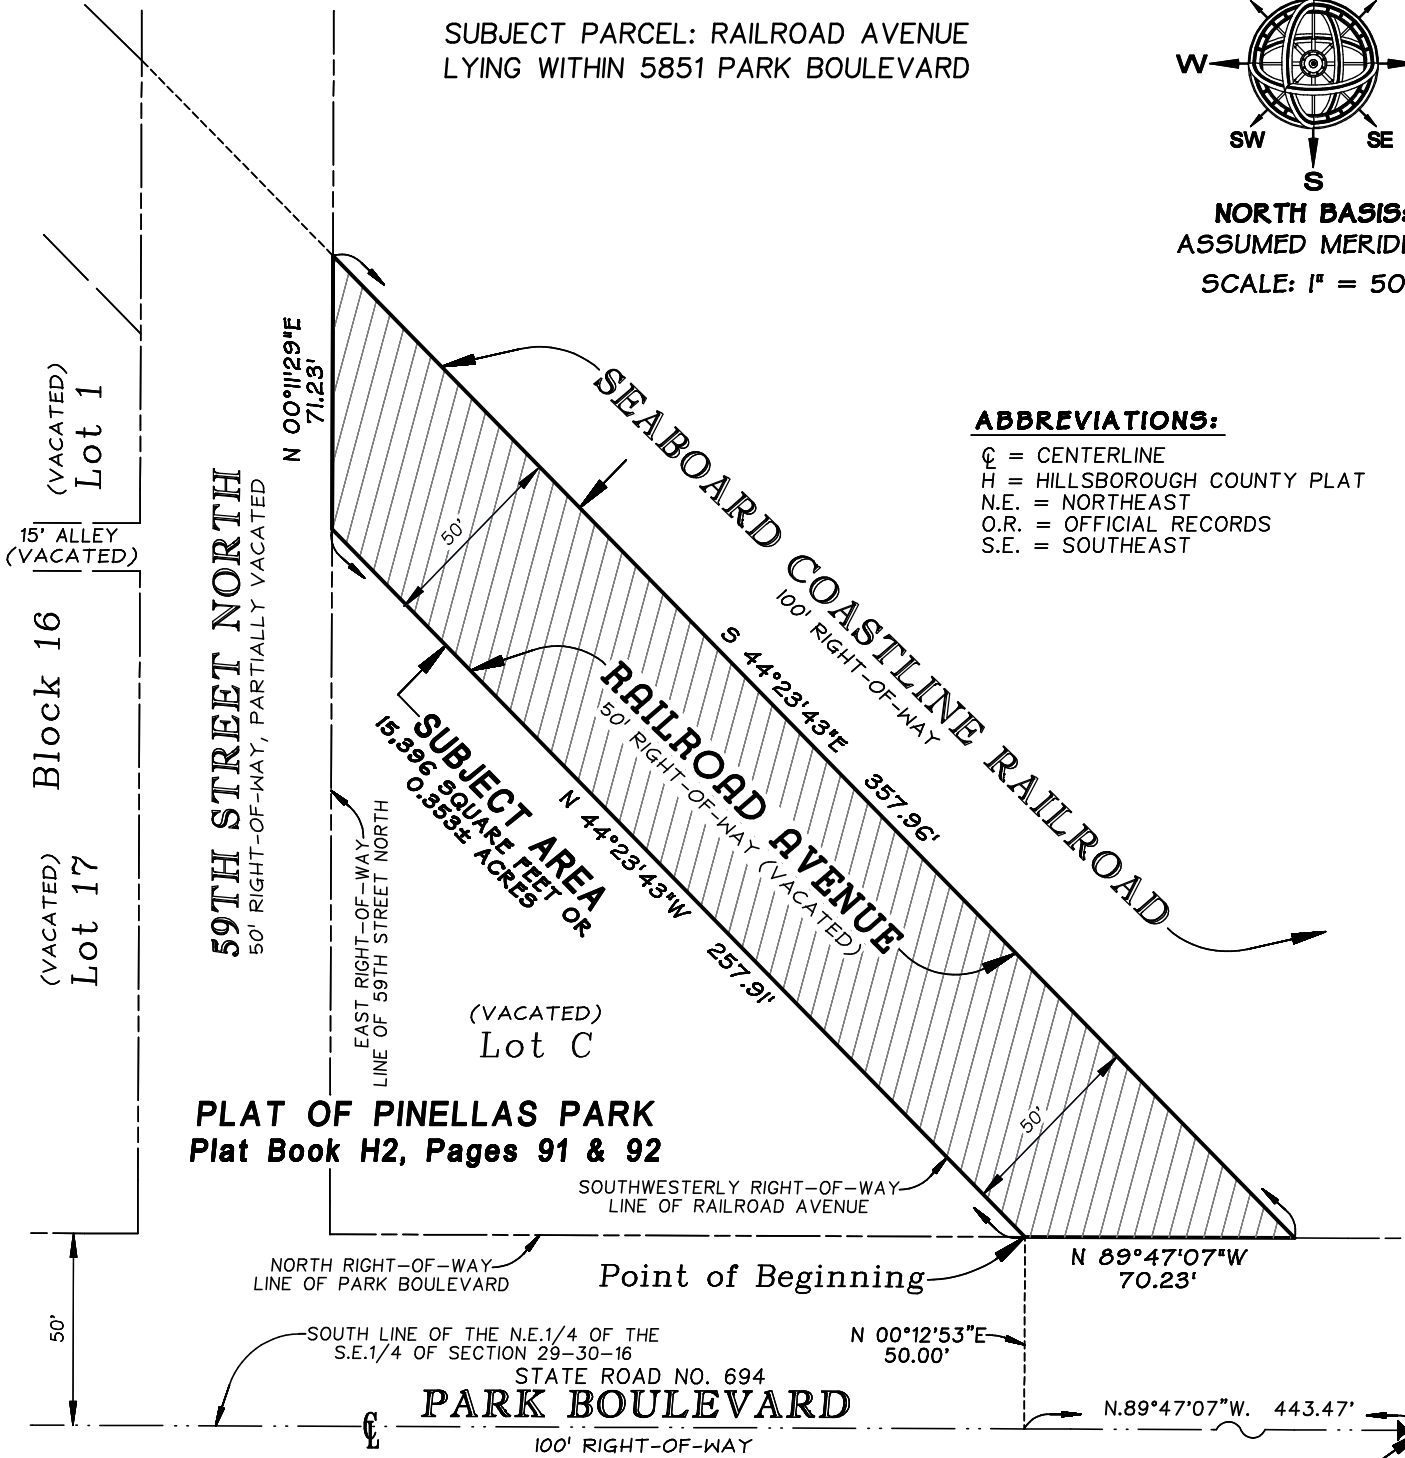 SUBJECT PARCEL: RAILROAD AVENUE
LYING WITHIN 5851 PARK BOULEVARD
W
SW
SE
S
NORTH BASIS:
ASSUMED
SCALE: 1" = 50
ABBREVIATIONS:
℄ = CENTERLINE
H = HILLSBOROUGH COUNTY PLAT
N.E. = NORTHEAST
O.R. = OFFICIAL RECORDS
S.E. = SOUTHEAST
N 00°11'29"E
71.23'
(VACATED)
Lot 1
15' ALLEY
(VACATED)
Block 16
(VACATED)
Lot 17
59TH STREET NORTH
50' RIGHT-OF-WAY, PARTIALLY VACATED
50'
SEABOARD COASTLINE RAILROAD
100' RIGHT-OF-WAY
S 44°23'43"E 357.96'
RAILROAD AVENUE
50' RIGHT-OF-WAY (VACATED)
SUBJECT AREA
15,396 SQUARE FEET OR
0.353± ACRES
N 44°23'43"W 257.91'
EAST RIGHT-OF-WAY
LINE OF 59TH STREET NORTH
(VACATED)
Lot C
PLAT OF PINELLAS PARK
Plat Book H2, Pages 91 & 92
50'
SOUTHWESTERLY RIGHT-OF-WAY
LINE OF RAILROAD AVENUE
NORTH RIGHT-OF-WAY
LINE OF PARK BOULEVARD
Point of Beginning
N 89°47'07"W
70.23'
50'
SOUTH LINE OF THE N.E.1/4 OF THE
S.E.1/4 OF SECTION 29-30-16
N 00°12'53"E
50.00'
STATE ROAD NO. 694
PARK BOULEVARD
℄
100' RIGHT-OF-WAY
N.89°47'07"W. 443.47'